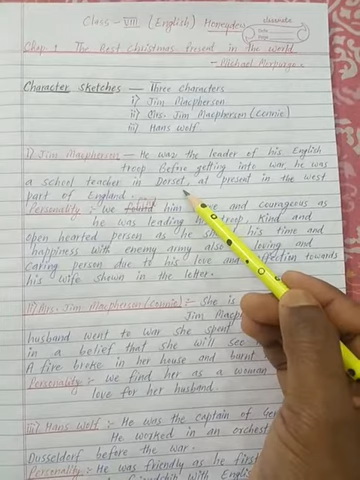 Class - VIII (English) Honeydew
classmate
Date
Page
Chap. 1 The Best Christmas Present in the World
- Michael Morpurgo.
Character sketches - Three characters
i) Jim Macpherson
ii) Mrs. Jim Macpherson (Connie)
iii) Hans Wolf.
i) Jim Macpherson - He was the leader of his English
troop Before getting into war he was
a school teacher in Dorset, at present in the west
part of England.
Personality :- We found him and courageous as
he was leading his troop, Kind and
open hearted person as he his time and
happiness with enemy army also loving and
caring person due to his love and affection towards
his wife shewn in the letter.
ii) Mrs. Jim Macpherson (Connie) :- She is
Jim
husband went to war she spent
in a belief that she will see
A fire broke in her house and burnt
Personality :- We find her as a woman
love for her husband.
iii) Hans Wolf :- He was the captain of
He worked in an
Dusseldorf before the war.
Personality :- He was friendly as he first
friendship with